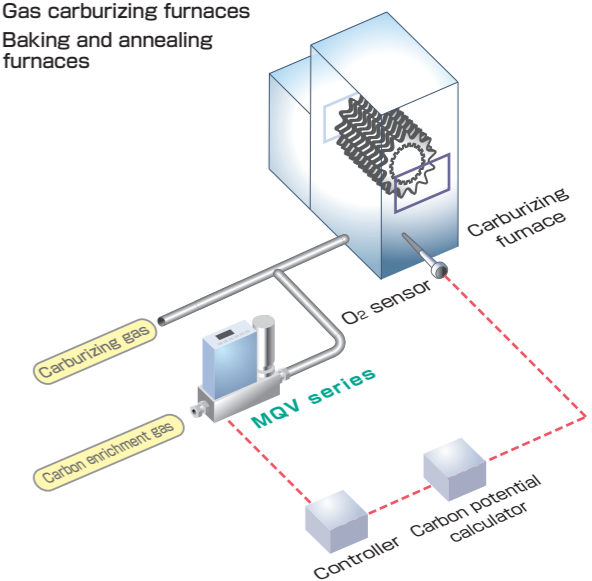 Gas carburizing furnaces
Baking and annealing
furnaces
Carburizing
furnace
O2 sensor
Carburizing gas
MQV series
Carbon enrichment gas
Carbon potential
calculator
Controller